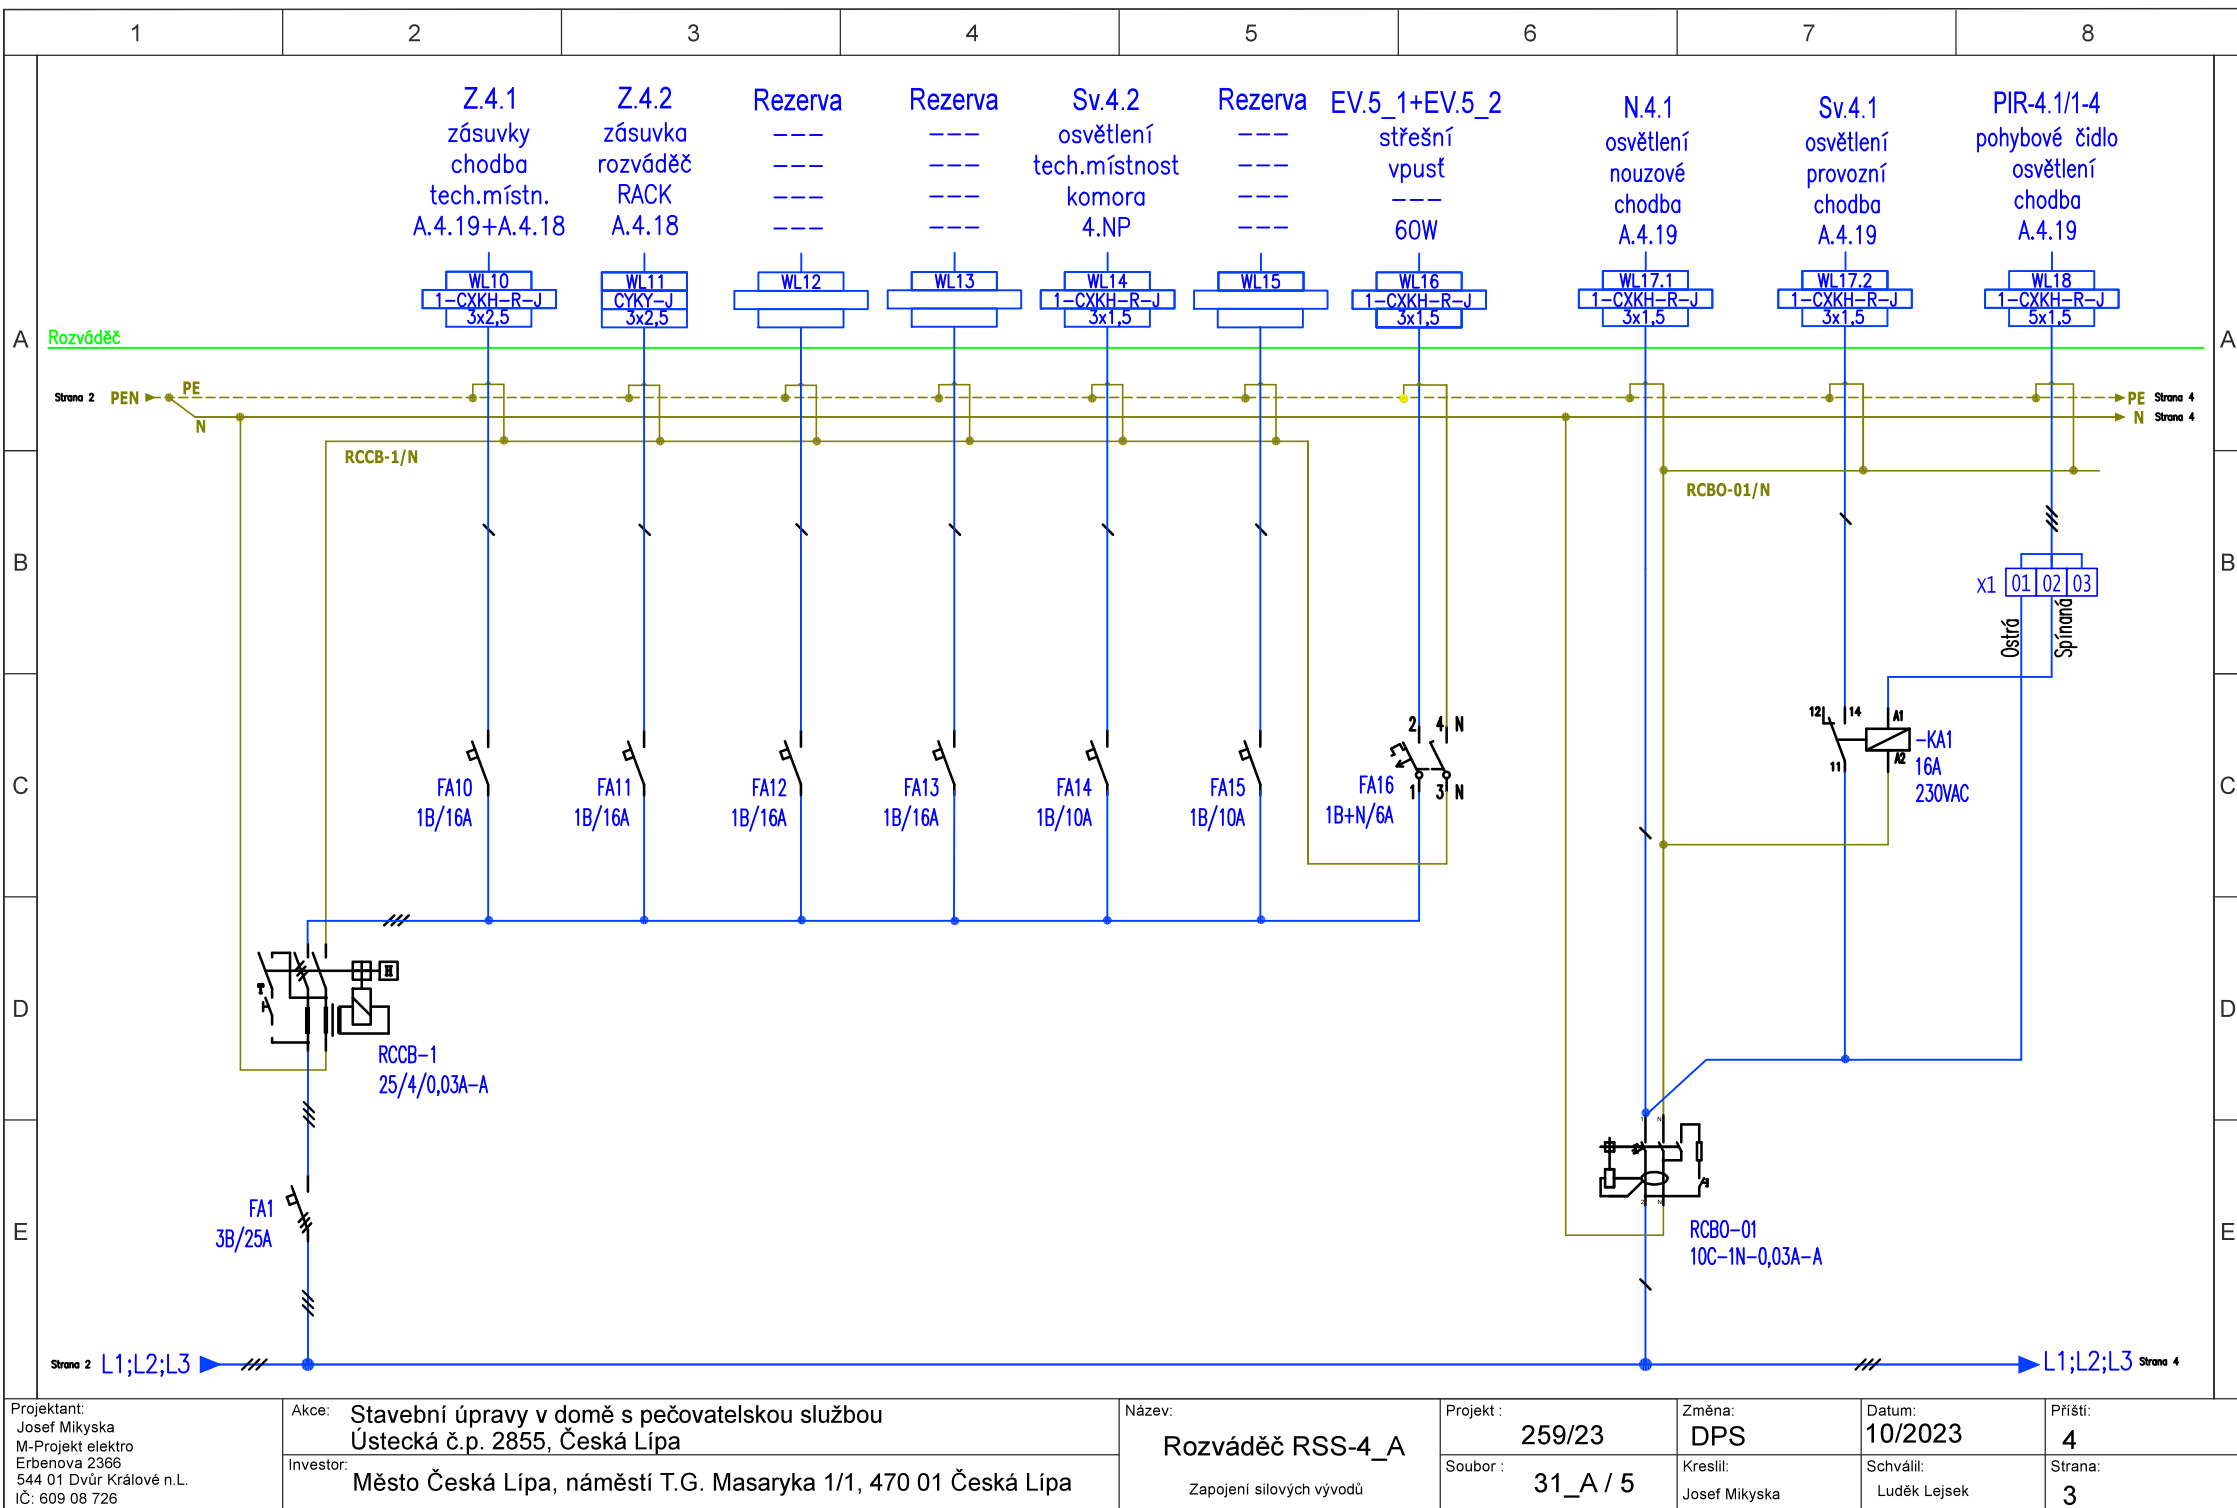 1 2 3 4 5 6 7 8
Z.4.1
zásuvky
chodba
tech.místn.
A.4.19+A.4.18
Z.4.2
zásuvka
rozváděč
RACK
A.4.18
Rezerva
---
---
---
---
Rezerva
---
---
---
---
Sv.4.2
osvětlení
tech.místnost
komora
4.NP
Rezerva
---
---
---
---
EV.5_1+EV.5_2
střešní
vpusť
---
60W
N.4.1
osvětlení
nouzové
chodba
A.4.19
Sv.4.1
osvětlení
provozní
chodba
A.4.19
PIR-4.1/1-4
pohybové čidlo
osvětlení
chodba
A.4.19
WL10
1-CXKH-R-J
3x2,5
WL11
CYKY-J
3x2,5
WL12
WL13
WL14
1-CXKH-R-J
3x1,5
WL15
WL16
1-CXKH-R-J
3x1,5
WL17.1
1-CXKH-R-J
3x1,5
WL17.2
1-CXKH-R-J
3x1,5
WL18
1-CXKH-R-J
5x1,5
A Rozváděč A
Strana 2 PEN PE PE Strana 4
N N Strana 4
RCCB-1/N
RCBO-01/N
B B
X1 01 02 03
Ostrá
Spínaná
C C
FA10
1B/16A
FA11
1B/16A
FA12
1B/16A
FA13
1B/16A
FA14
1B/10A
FA15
1B/10A
2 4 N
FA16
1B+N/6A
1 3 N
12 14
11
A1
A2
-KA1
16A
230VAC
D D
T
H
RCCB-1
25/4/0,03A-A
E E
FA1
3B/25A
1 N
2 N
RCBO-01
10C-1N-0,03A-A
Strana 2 L1;L2;L3 L1;L2;L3 Strana 4
Projektant:
Josef Mikyska
M-Projekt elektro
Erbenova 2366
544 01 Dvůr Králové n.L.
IČ: 609 08 726
Akce: Stavební úpravy v domě s pečovatelskou službou
Ústecká č.p. 2855, Česká Lípa
Investor: Město Česká Lípa, náměstí T.G. Masaryka 1/1, 470 01 Česká Lípa
Název:
Rozváděč RSS-4_A
Zapojení silových vývodů
Projekt :
259/23
Soubor :
31_A / 5
Změna:
DPS
Kreslil:
Josef Mikyska
Datum:
10/2023
Schválil:
Luděk Lejsek
Příští:
4
Strana:
3